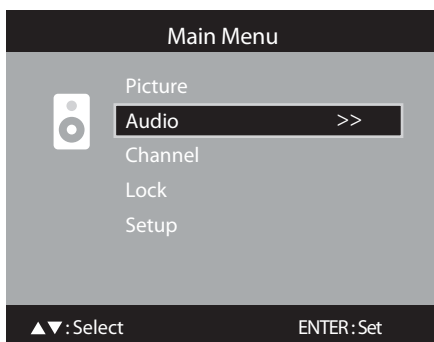 Main Menu
Picture
Audio >>
Channel
Lock
Setup
▲▼: Select ENTER : Set